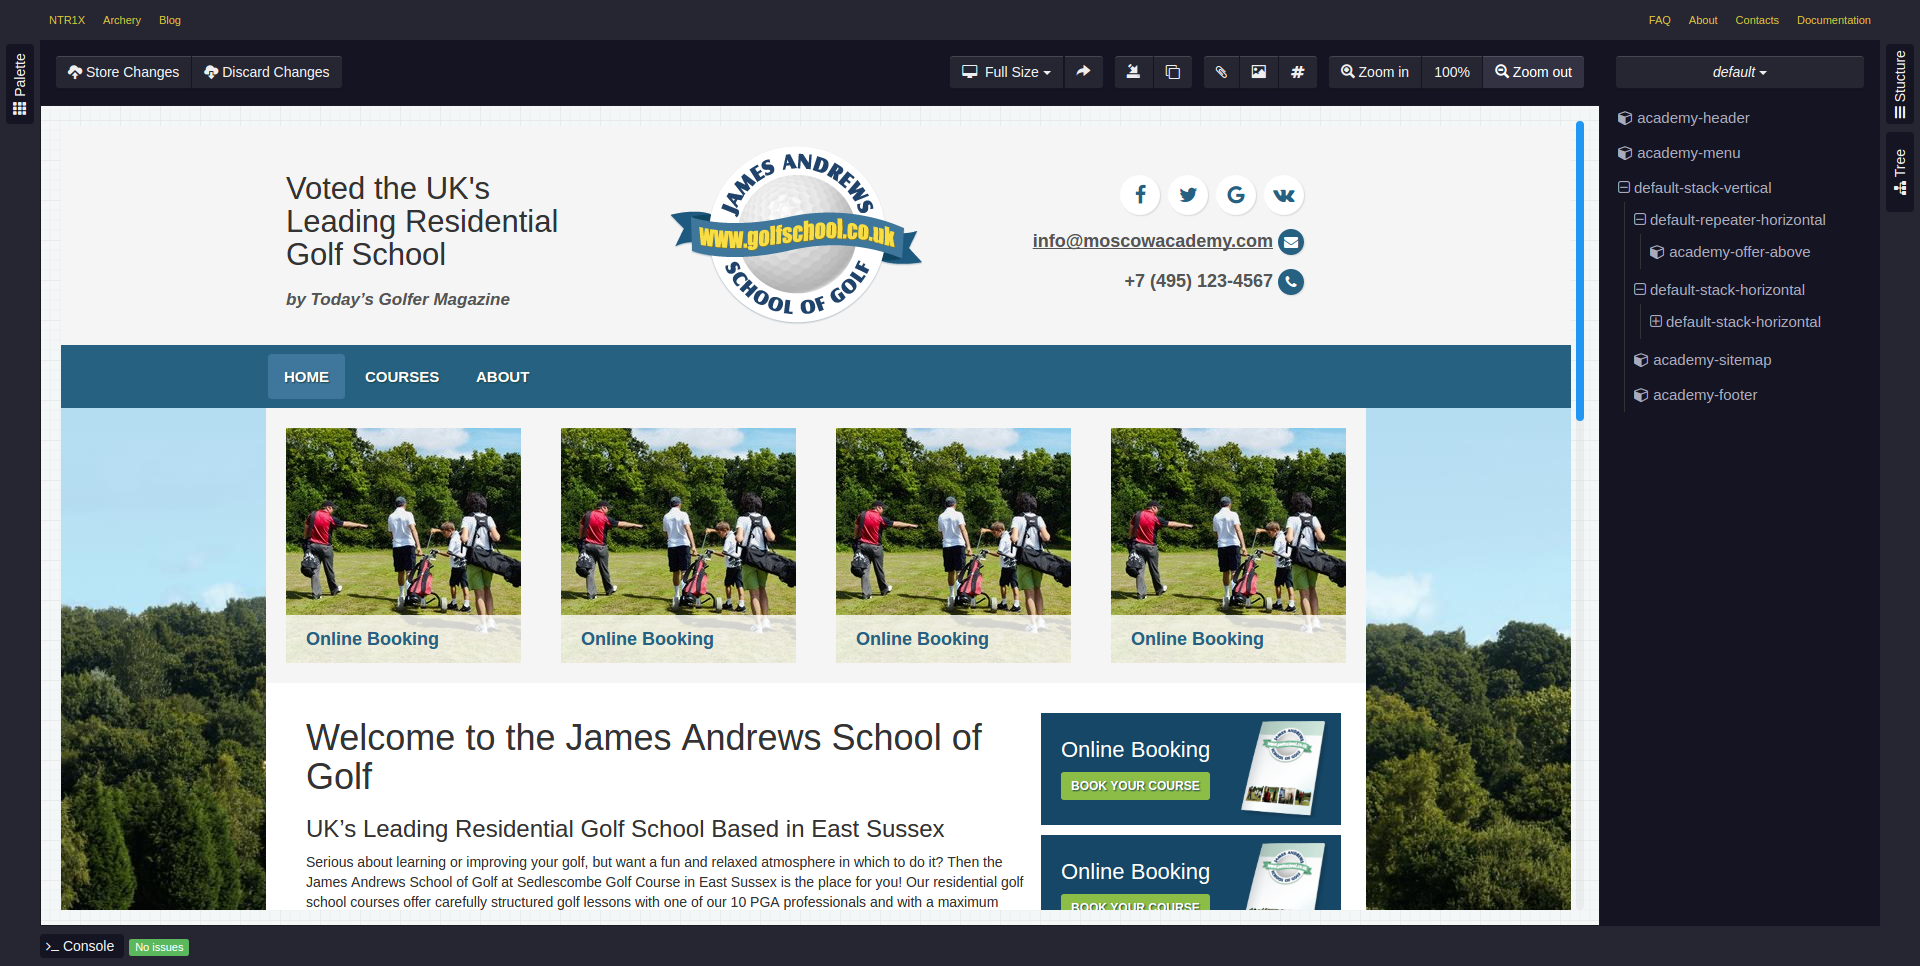 NTR1X Archery Blog
FAQ About Contacts Documentation
Palette
Store Changes Discard Changes
Full Size
Zoom in 100% Zoom out
default
Stucture
Tree
academy-header
academy-menu
default-stack-vertical
default-repeater-horizontal
academy-offer-above
default-stack-horizontal
default-stack-horizontal
academy-sitemap
academy-footer
Voted the UK's
Leading Residential
Golf School
by Today’s Golfer Magazine
JAMES ANDREWS
www.golfschool.co.uk
SCHOOL OF GOLF
info@moscowacademy.com
+7 (495) 123-4567
HOME COURSES ABOUT
Online Booking
Online Booking
Online Booking
Online Booking
Welcome to the James Andrews School of
Golf
UK’s Leading Residential Golf School Based in East Sussex
Serious about learning or improving your golf, but want a fun and relaxed atmosphere in which to do it? Then the
James Andrews School of Golf at Sedlescombe Golf Course in East Sussex is the place for you! Our residential golf
school courses offer carefully structured golf lessons with one of our 10 PGA professionals and with a maximum
Online Booking
BOOK YOUR COURSE
Online Booking
BOOK YOUR COURSE
Console No issues